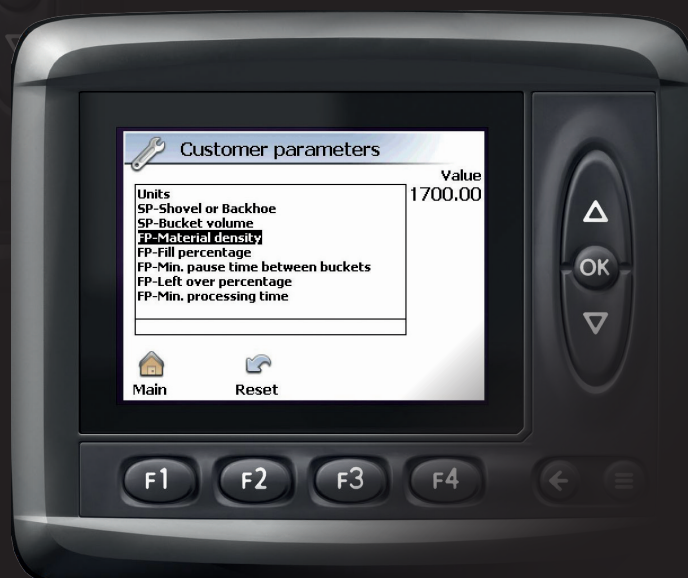 Customer parameters
Value
1700.00
Units
SP-Shovel or Backhoe
SP-Bucket volume
FP-Material density
FP-Fill percentage
FP-Min. pause time between buckets
FP-Left over percentage
FP-Min. processing time
Main
Reset
OK
F1
F2
F3
F4